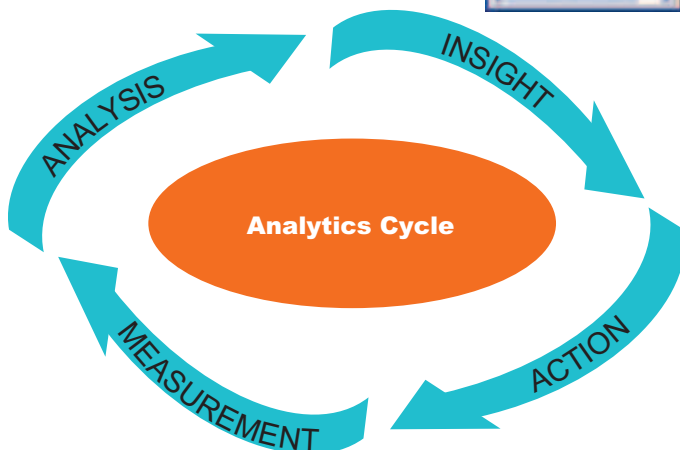 ANALYSIS
INSIGHT
Analytics Cycle
MEASUREMENT
ACTION